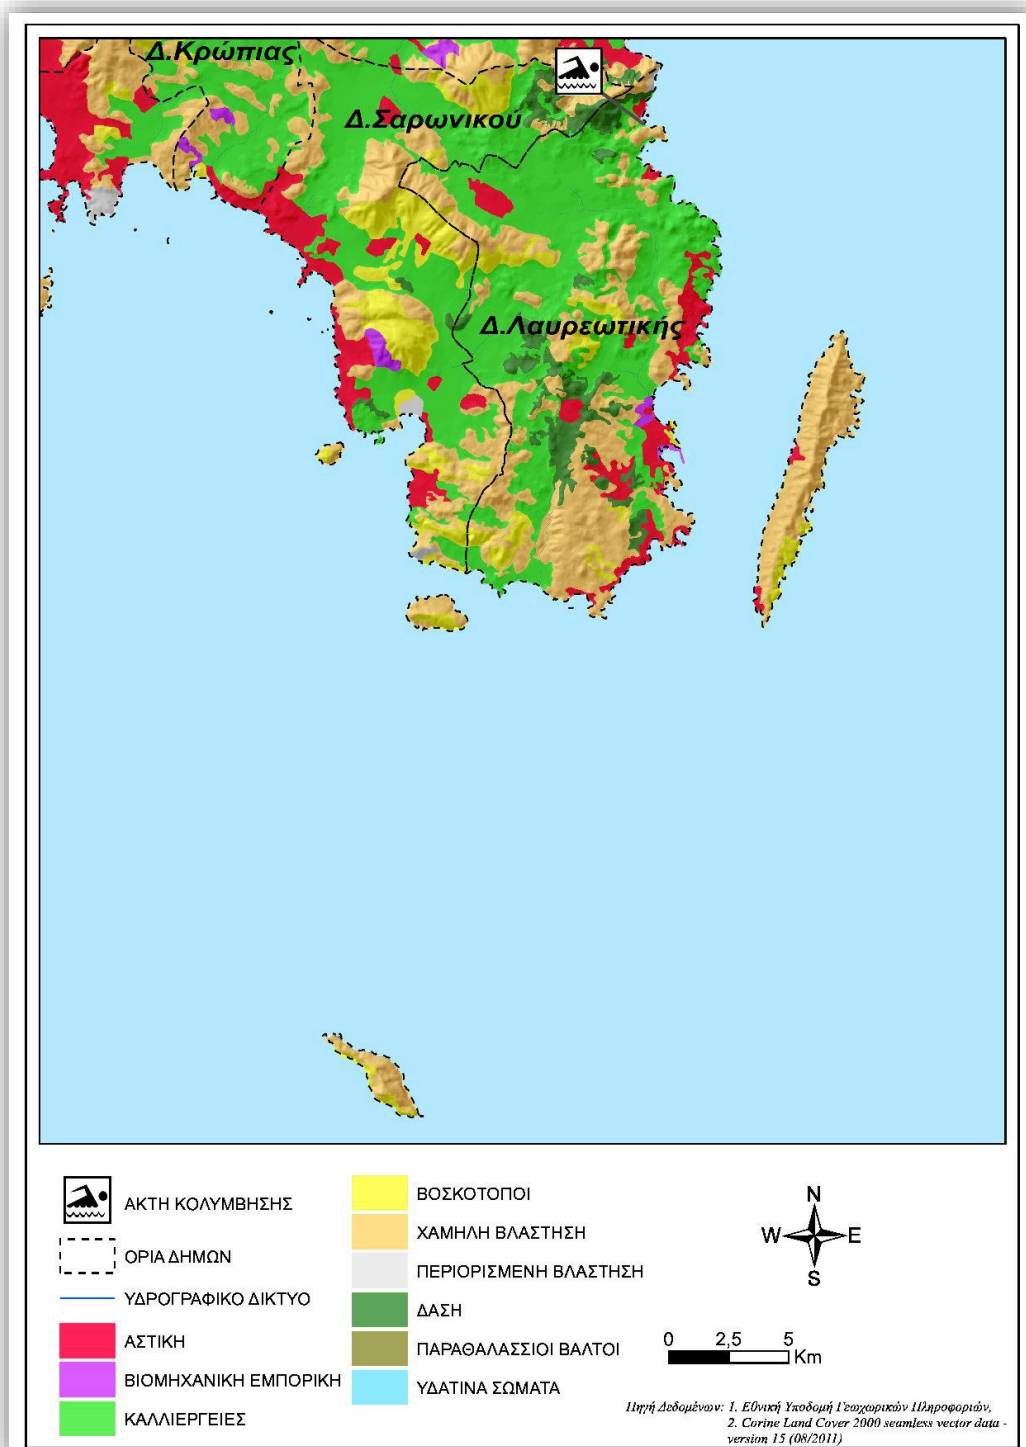 Δ.Κρώπιας
Δ.Σαρωνικού
Δ.Λαυρεωτικής
ΑΚΤΗ ΚΟΛΥΜΒΗΣΗΣ
ΟΡΙΑ ΔΗΜΩΝ
ΥΔΡΟΓΡΑΦΙΚΟ ΔΙΚΤΥΟ
ΑΣΤΙΚΗ
ΒΙΟΜΗΧΑΝΙΚΗ ΕΜΠΟΡΙΚΗ
ΚΑΛΛΙΕΡΓΕΙΕΣ
ΒΟΣΚΟΤΟΠΟΙ
ΧΑΜΗΛΗ ΒΛΑΣΤΗΣΗ
ΠΕΡΙΟΡΙΣΜΕΝΗ ΒΛΑΣΤΗΣΗ
ΔΑΣΗ
ΠΑΡΑΘΑΛΑΣΣΙΟΙ ΒΑΛΤΟΙ
ΥΔΑΤΙΝΑ ΣΩΜΑΤΑ
N
W E
S
0 2,5 5
Km
Πηγή Δεδομένων: 1. Εθνική Υποδομή Γεωχωρικών Πληροφοριών,
2. Corine Land Cover 2000 seamless vector data -
version 15 (08/2011)